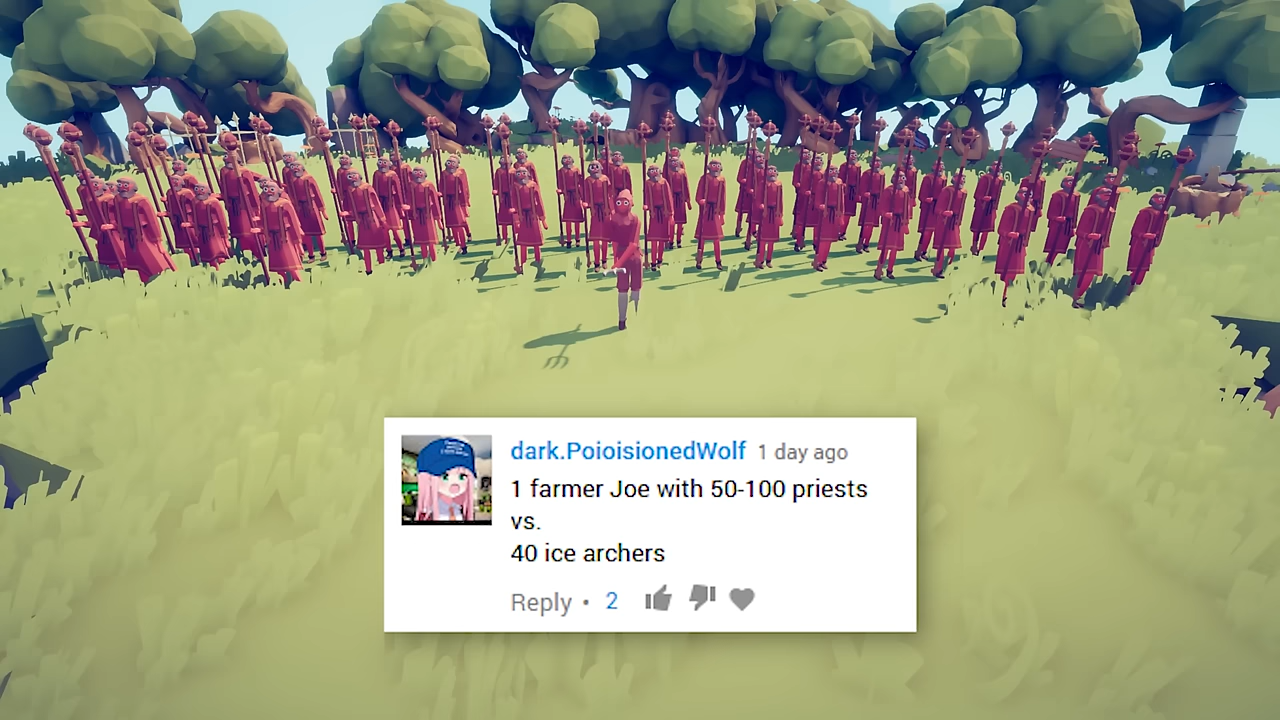 dark.PoioisionedWolf 1 day ago
1 farmer Joe with 50-100 priests
vs.
40 ice archers
Reply • 2